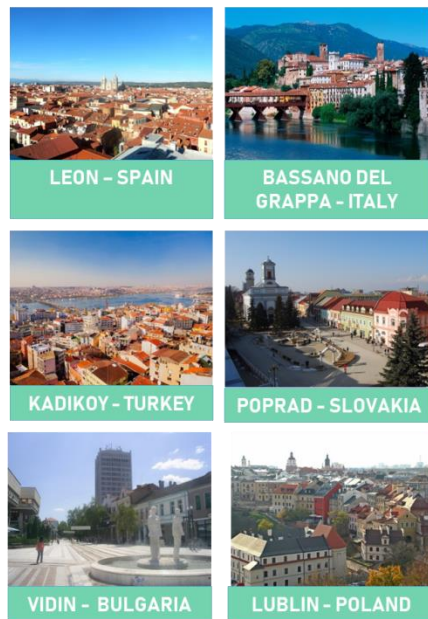 LEON – SPAIN
BASSANO DEL
GRAPPA - ITALY
KADIKOY - TURKEY
POPRAD - SLOVAKIA
VIDIN - BULGARIA
LUBLIN - POLAND